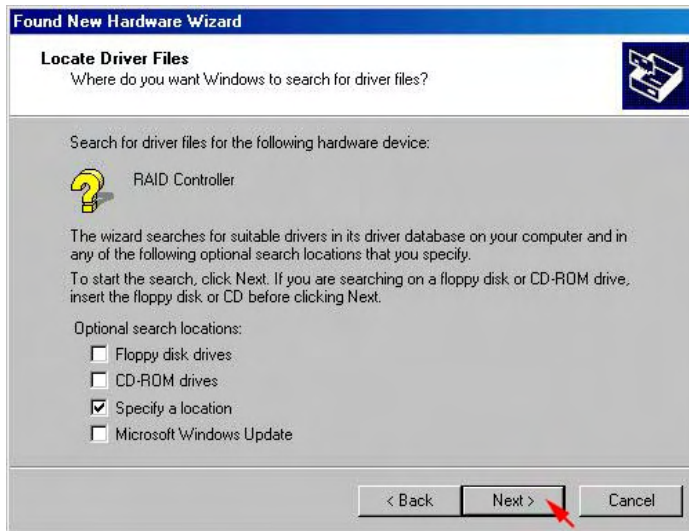 Found New Hardware Wizard
Locate Driver Files
Where do you want Windows to search for driver files?
Search for driver files for the following hardware device:
RAID Controller
The wizard searches for suitable drivers in its driver database on your computer and in
any of the following optional search locations that you specify.
To start the search, click Next. If you are searching on a floppy disk or CD-ROM drive,
insert the floppy disk or CD before clicking Next.
Optional search locations:
Floppy disk drives
CD-ROM drives
Specify a location
Microsoft Windows Update
< Back Next > Cancel